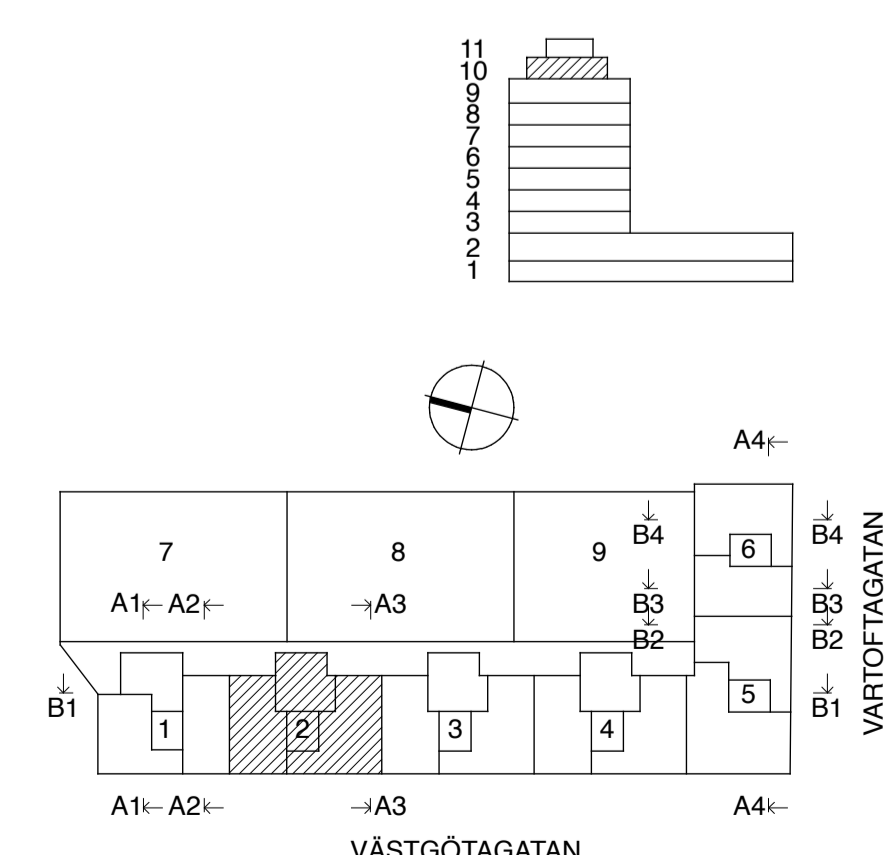 11
10
9
8
7
6
5
4
3
2
1
A4
7 8 9 B4 6 B4
A1 A2 A3 B3 B3
B2 B2
B1 1 2 3 4 5 B1
A1 A2 A3 A4
VÄSTGÖTAGATAN
VARTOFTAGATAN